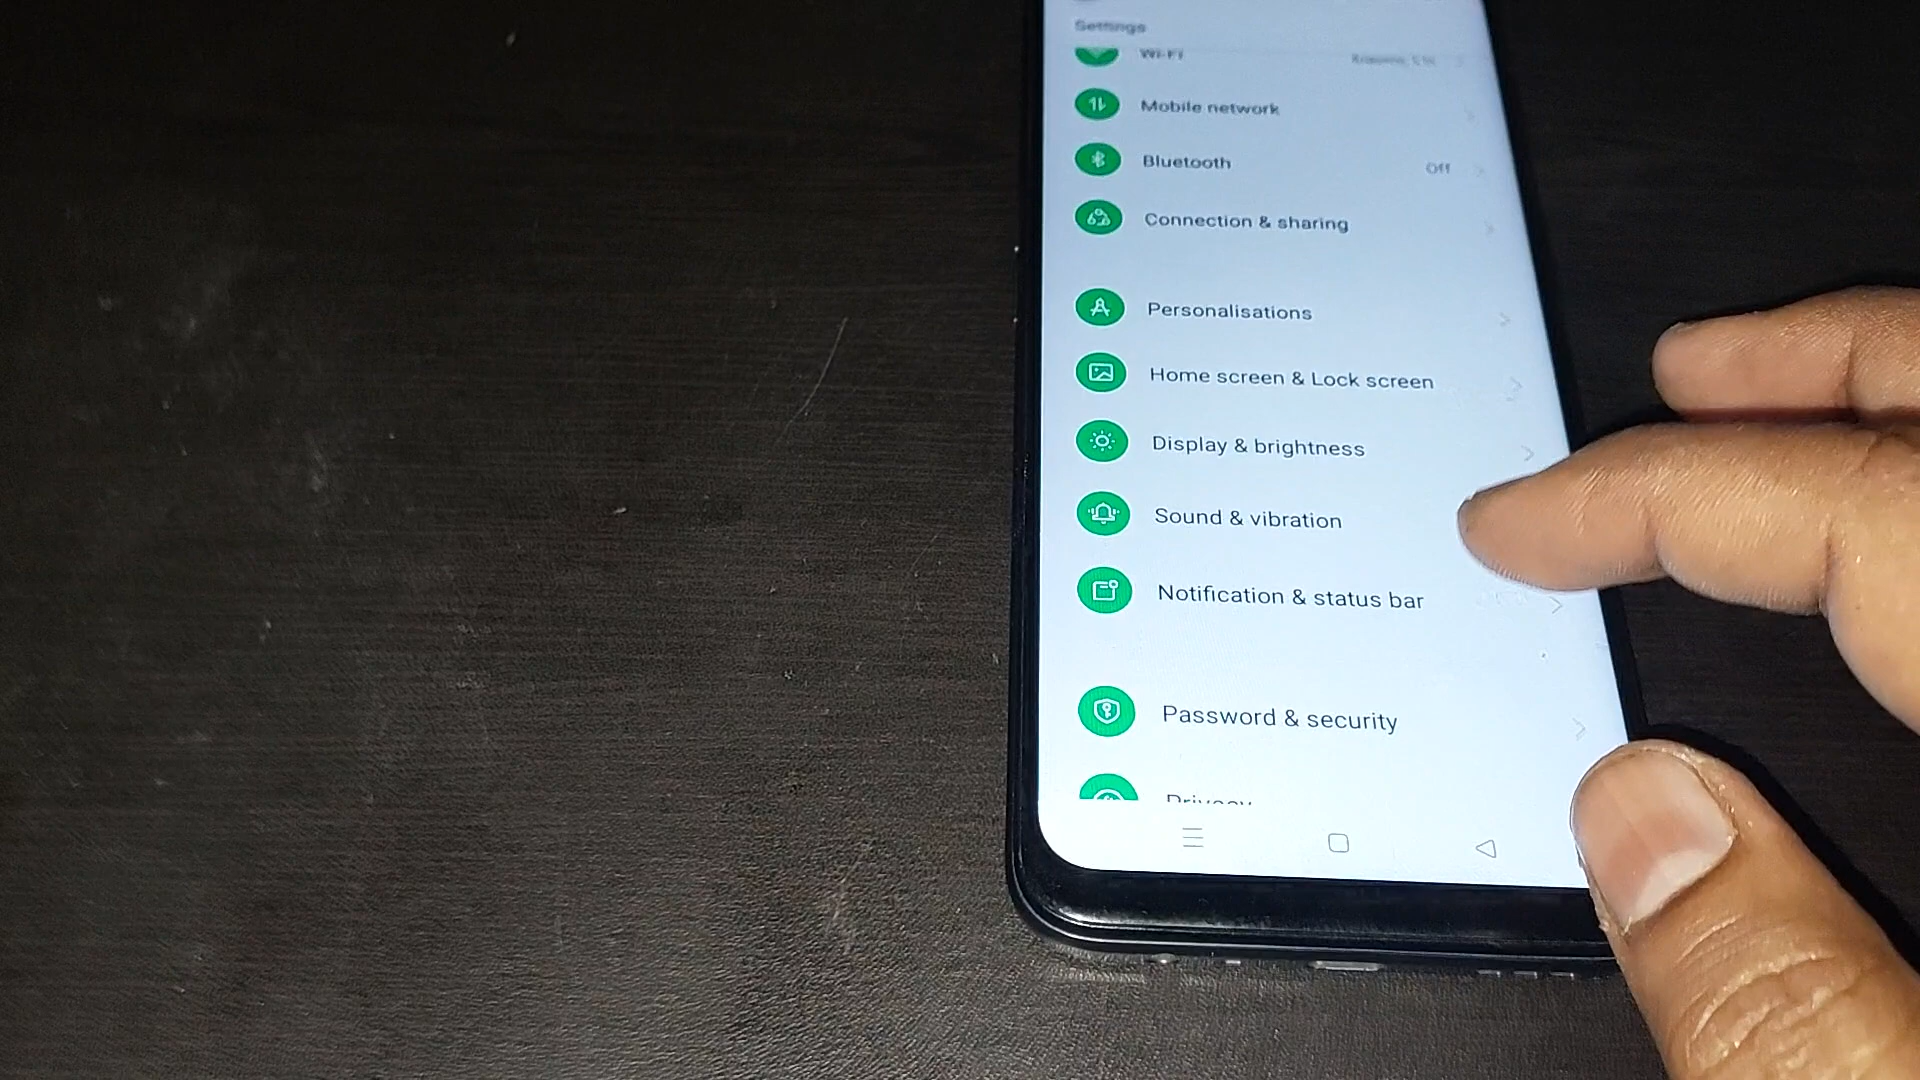 Settings
Wi-Fi
Mobile network
Bluetooth
Off
Connection & sharing
Personalisations
Home screen & Lock screen
Display & brightness
Sound & vibration
Notification & status bar
Password & security
Privacy